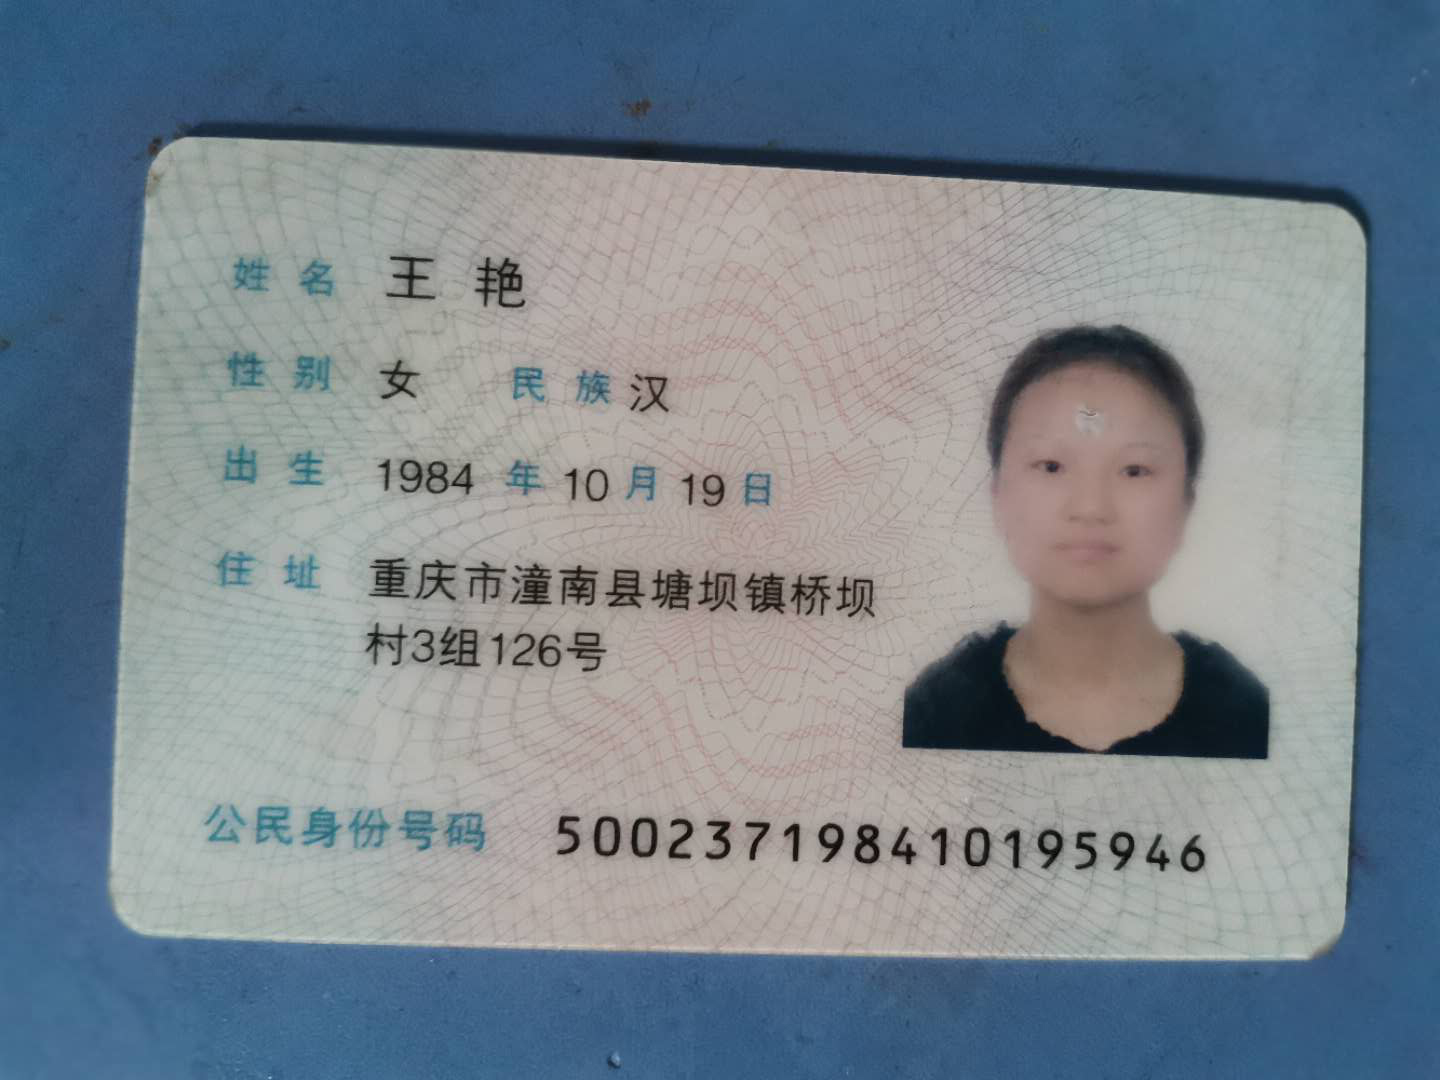 姓名 王艳
性别 女 民族 汉
出生 1984 年 10 月 19 日
住址 重庆市潼南县塘坝镇桥坝
村3组126号
公民身份号码 500237198410195946